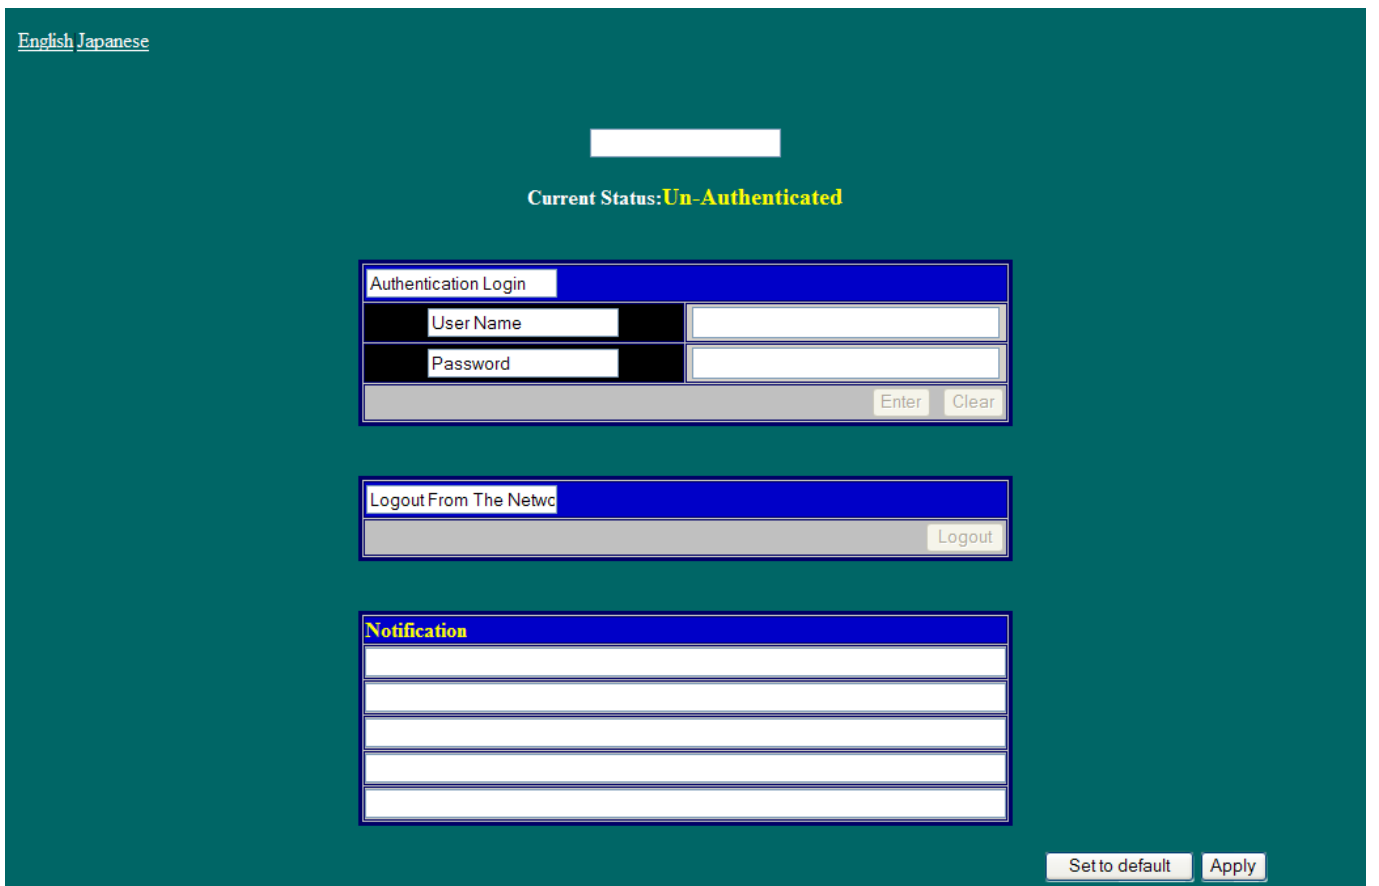 English Japanese
Current Status:Un-Authenticated
Authentication Login
User Name
Password
Enter Clear
Logout From The Netwo
Logout
Notification
Set to default Apply